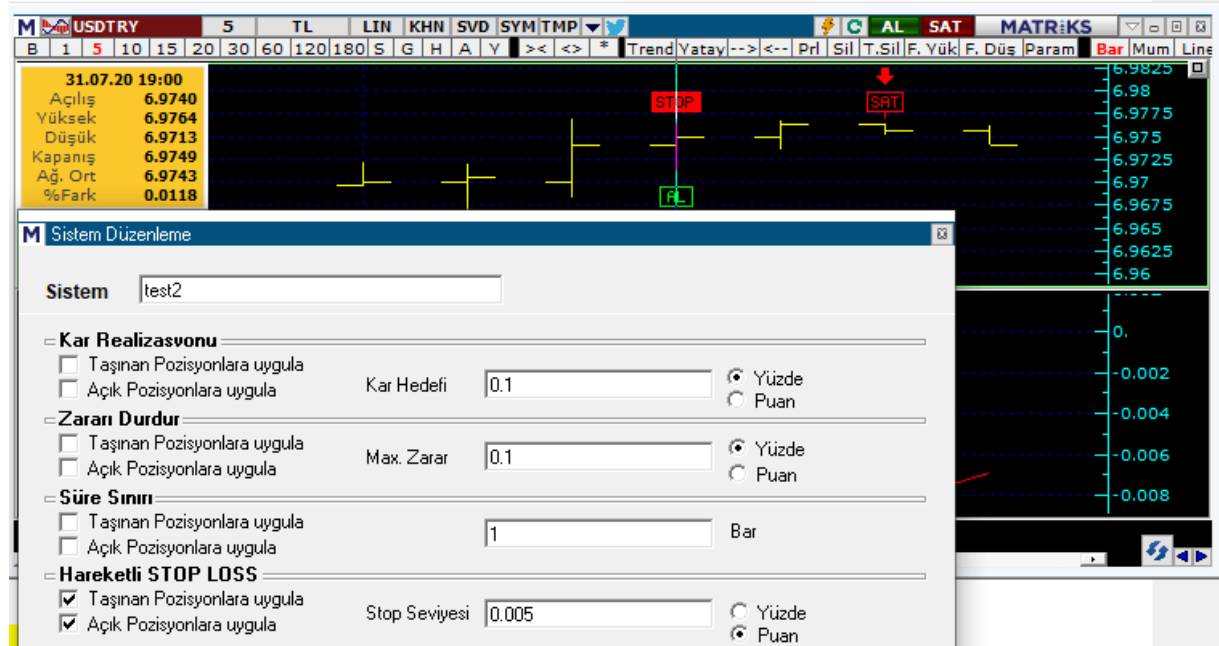 M USDTRY 5 TL LIN KHN SVD SYM TMP C AL SAT MATRİKS
B 1 5 10 15 20 30 60 120 180 S G H A Y >< <> * Trend Yatay --> <-- Prl Sil T.Sil F. Yük F. Düş Param Bar Mum Line
31.07.20 19:00
Açılış 6.9740
Yüksek 6.9764
Düşük 6.9713
Kapanış 6.9749
Ağ. Ort 6.9743
%Fark 0.0118
STOP
SAT
AL
6.9825
6.98
6.9775
6.975
6.9725
6.97
6.9675
6.965
6.9625
6.96
M Sistem Düzenleme
Sistem test2
Kar Realizasyonu
Taşınan Pozisyonlara uygula
Açık Pozisyonlara uygula
Kar Hedefi 0.1
Yüzde
Puan
Zararı Durdur
Taşınan Pozisyonlara uygula
Açık Pozisyonlara uygula
Max. Zarar 0.1
Yüzde
Puan
Süre Sınırı
Taşınan Pozisyonlara uygula
Açık Pozisyonlara uygula
1 Bar
Hareketli STOP LOSS
Taşınan Pozisyonlara uygula
Açık Pozisyonlara uygula
Stop Seviyesi 0.005
Yüzde
Puan
0.
-0.002
-0.004
-0.006
-0.008